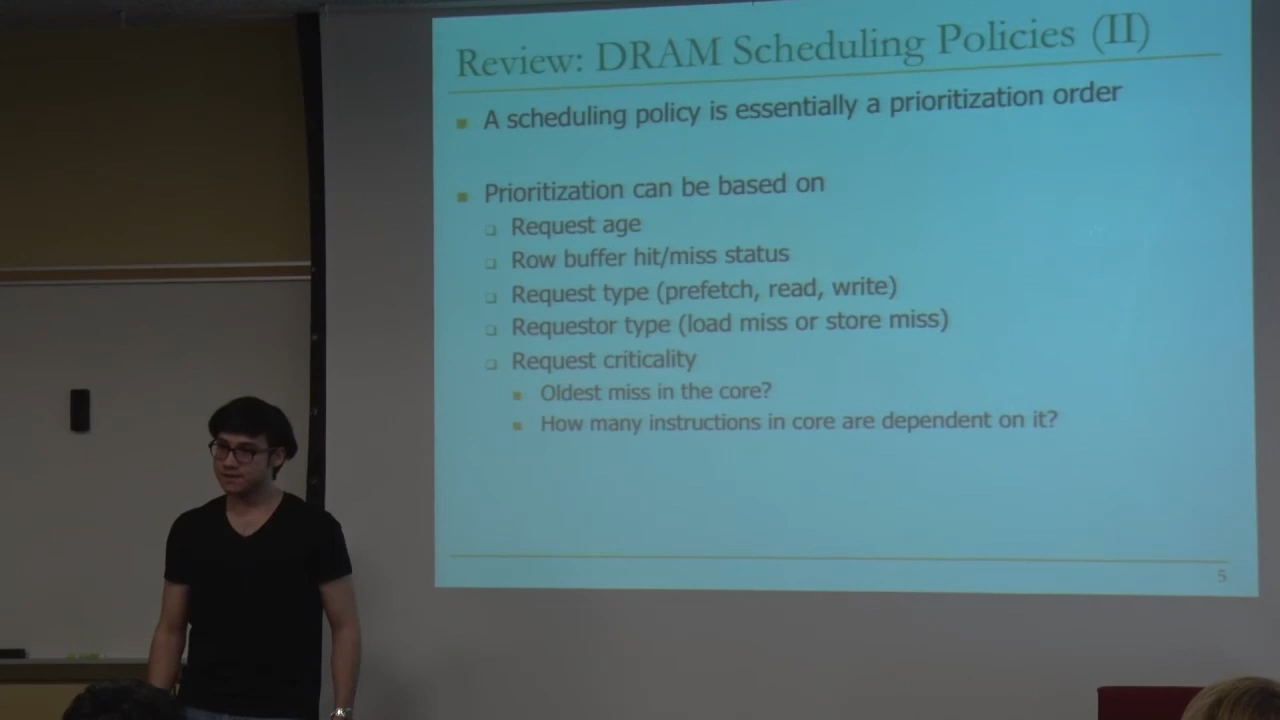 Review: DRAM Scheduling Policies (II)
A scheduling policy is essentially a prioritization order
Prioritization can be based on
Request age
Row buffer hit/miss status
Request type (prefetch, read, write)
Requestor type (load miss or store miss)
Request criticality
Oldest miss in the core?
How many instructions in core are dependent on it?
5